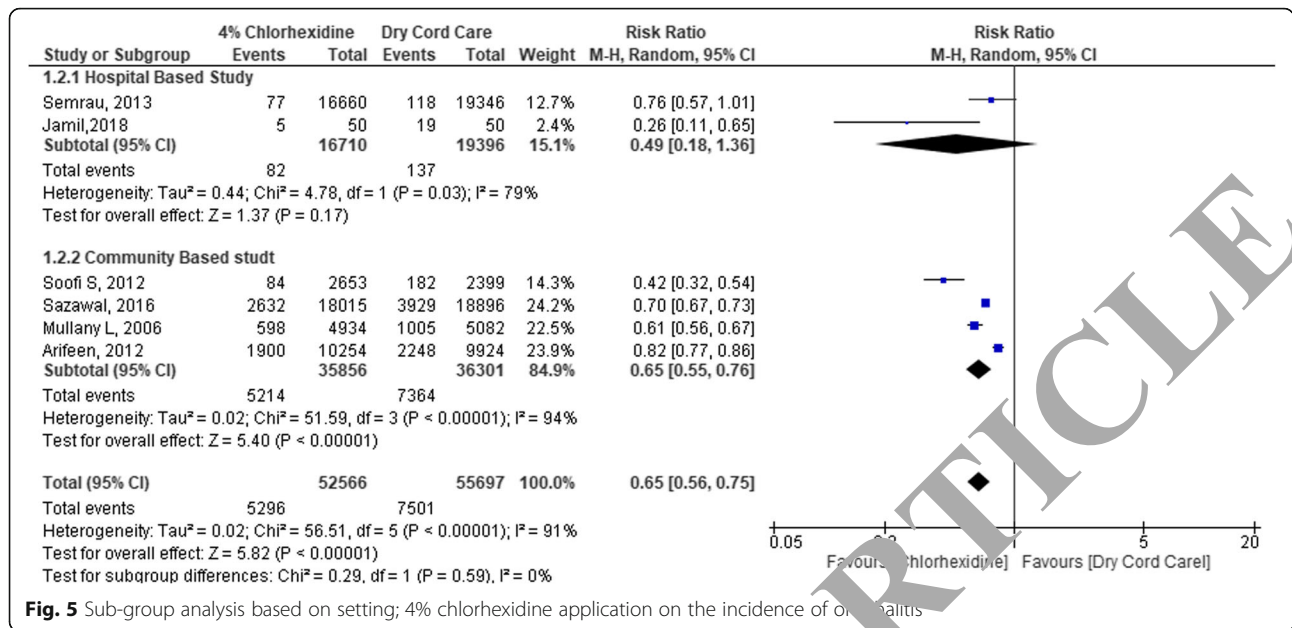 4% Chlorhexidine Dry Cord Care Risk Ratio Risk Ratio
Study or Subgroup Events Total Events Total Weight M-H, Random, 95% CI M-H, Random, 95% CI
1.2.1 Hospital Based Study
Semrau, 2013 77 16660 118 19346 12.7% 0.76 [0.57, 1.01]
Jamil,2018 5 50 19 50 2.4% 0.26 [0.11, 0.65]
Subtotal (95% CI) 16710 19396 15.1% 0.49 [0.18, 1.36]
Total events 82 137
Heterogeneity: Tau² = 0.44; Chi² = 4.78, df = 1 (P = 0.03); I² = 79%
Test for overall effect: Z = 1.37 (P = 0.17)
1.2.2 Community Based studt
Soofi S, 2012 84 2653 182 2399 14.3% 0.42 [0.32, 0.54]
Sazawal, 2016 2632 18015 3929 18896 24.2% 0.70 [0.67, 0.73]
Mullany L, 2006 598 4934 1005 5082 22.5% 0.61 [0.56, 0.67]
Arifeen, 2012 1900 10254 2248 9924 23.9% 0.82 [0.77, 0.86]
Subtotal (95% CI) 35856 36301 84.9% 0.65 [0.55, 0.76]
Total events 5214 7364
Heterogeneity: Tau² = 0.02; Chi² = 51.59, df = 3 (P < 0.00001); I² = 94%
Test for overall effect: Z = 5.40 (P < 0.00001)
Total (95% CI) 52566 55697 100.0% 0.65 [0.56, 0.75]
Total events 5296 7501
Heterogeneity: Tau² = 0.02; Chi² = 56.51, df = 5 (P < 0.00001); I² = 91%
Test for overall effect: Z = 5.82 (P < 0.00001)
Test for subgroup differences: Chi² = 0.29, df = 1 (P = 0.59), I² = 0%
0.05 1 5 20
Favours [Dry Cord Carel]
RTICLE
Fig. 5 Sub-group analysis based on setting; 4% chlorhexidine application on the incidence of